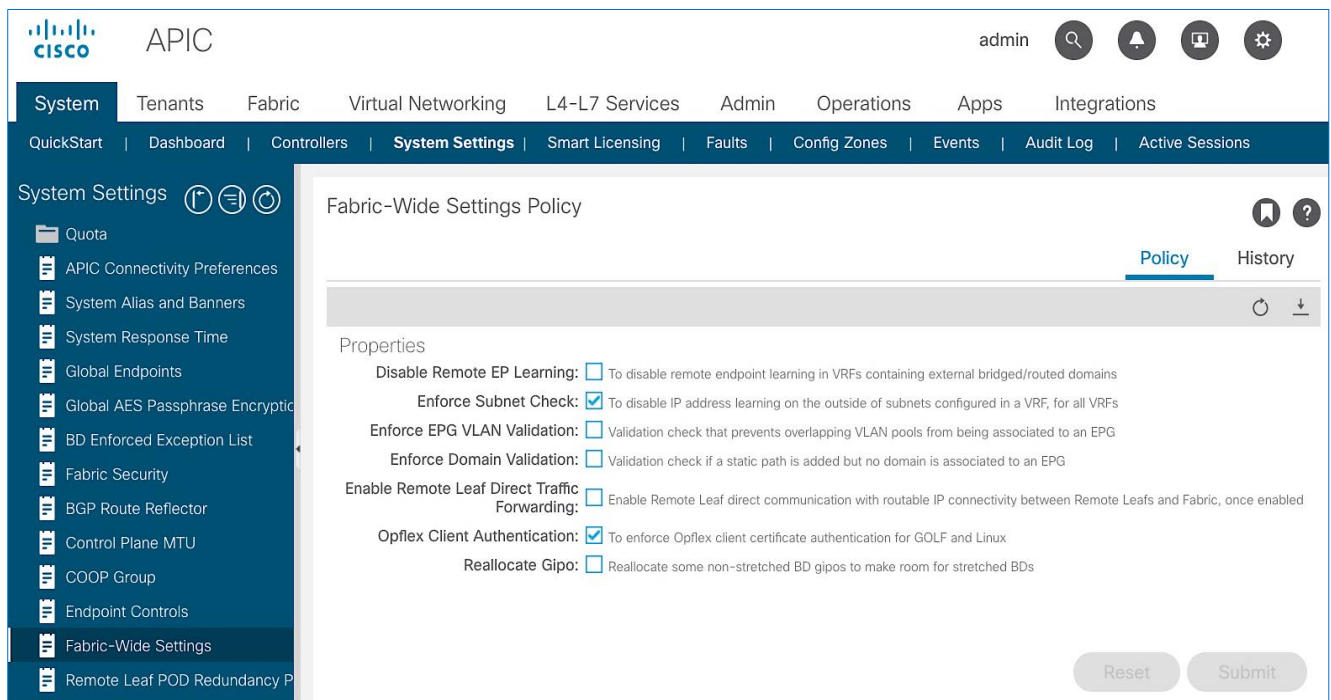 CISCO APIC admin
System Tenants Fabric Virtual Networking L4-L7 Services Admin Operations Apps Integrations
QuickStart | Dashboard | Controllers | System Settings | Smart Licensing | Faults | Config Zones | Events | Audit Log | Active Sessions
System Settings
Quota
APIC Connectivity Preferences
System Alias and Banners
System Response Time
Global Endpoints
Global AES Passphrase Encryptic
BD Enforced Exception List
Fabric Security
BGP Route Reflector
Control Plane MTU
COOP Group
Endpoint Controls
Fabric-Wide Settings
Remote Leaf POD Redundancy P
Fabric-Wide Settings Policy
?
Policy History
Properties
Disable Remote EP Learning: To disable remote endpoint learning in VRFs containing external bridged/routed domains
Enforce Subnet Check: To disable IP address learning on the outside of subnets configured in a VRF, for all VRFs
Enforce EPG VLAN Validation: Validation check that prevents overlapping VLAN pools from being associated to an EPG
Enforce Domain Validation: Validation check if a static path is added but no domain is associated to an EPG
Enable Remote Leaf Direct Traffic
Forwarding: Enable Remote Leaf direct communication with routable IP connectivity between Remote Leafs and Fabric, once enabled
Opflex Client Authentication: To enforce Opflex client certificate authentication for GOLF and Linux
Reallocate Gipo: Reallocate some non-stretched BD gipos to make room for stretched BDs
Reset Submit